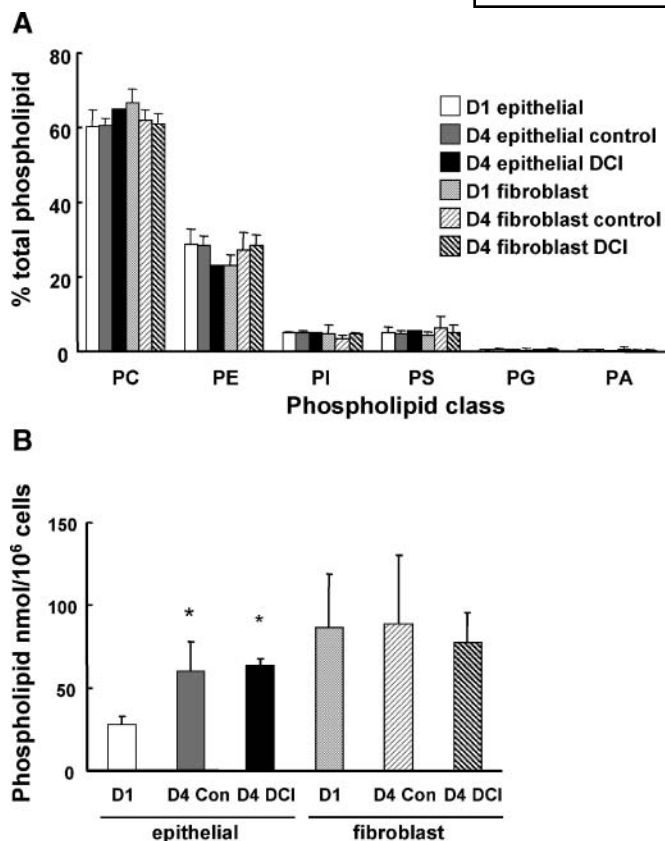 A
80
60
40
20
0
% total phospholipid
D1 epithelial
D4 epithelial control
D4 epithelial DCI
D1 fibroblast
D4 fibroblast control
D4 fibroblast DCI
PC PE PI PS PG PA
Phospholipid class
B
150
100
50
0
Phospholipid nmol/10⁶ cells
* *
D1 D4 Con D4 DCI D1 D4 Con D4 DCI
epithelial fibroblast